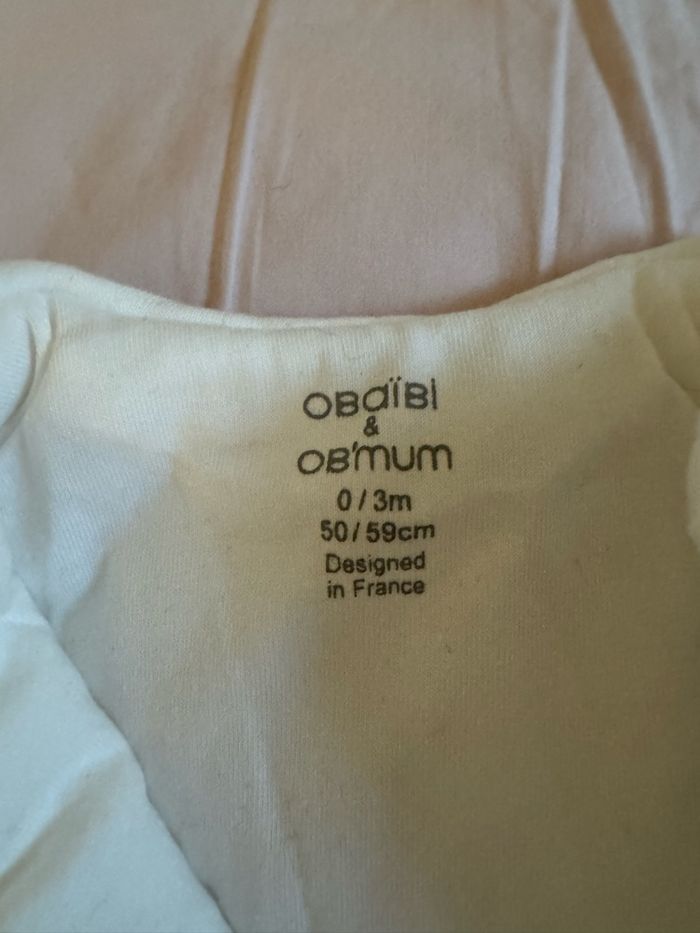 OBaïBI
&
OB'mum
0/3m
50/59cm
Designed
in France